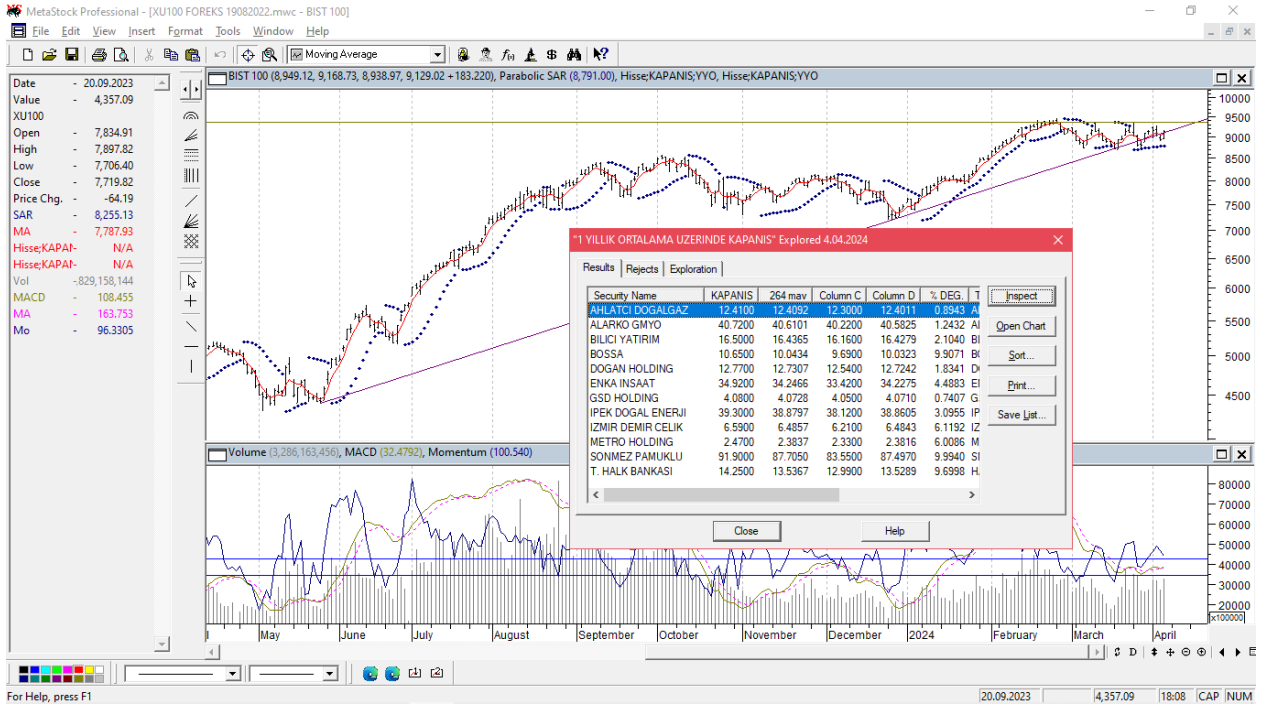 MetaStock Professional - [XU100 FOREKS 19082022.mwc - BIST 100]
File Edit View Insert Format Tools Window Help
Moving Average
Date - 20.09.2023
Value - 4,357.09
XU100
Open - 7,834.91
High - 7,897.82
Low - 7,706.40
Close - 7,719.82
Price Chg. - -64.19
SAR - 8,255.13
MA - 7,787.93
Hisse;KAPAI- N/A
Hisse;KAPAI- N/A
Vol -,829,158,144
MACD - 108.455
MA - 163.753
Mo - 96.3305
BIST 100 (8,949.12, 9,168.73, 8,938.97, 9,129.02 +183.220), Parabolic SAR (8,791.00), Hisse;KAPANIS;YYO, Hisse;KAPANIS;YYO
10000
9500
9000
8500
8000
7500
7000
6500
6000
5500
5000
4500
"1 YILLIK ORTALAMA UZERINDE KAPANIS" Explored 4.04.2024
Results Rejects Exploration
Security Name KAPANIS 264 mav Column C Column D % DEG. T
AHLATCI DOGALGAZ 12.4100 12.4092 12.3000 12.4011 0.8943 Al
ALARKO GMYO 40.7200 40.6101 40.2200 40.5825 1.2432 Al
BILICI YATIRIM 16.5000 16.4365 16.1600 16.4279 2.1040 BI
BOSSA 10.6500 10.0434 9.6900 10.0323 9.9071 BO
DOGAN HOLDING 12.7700 12.7307 12.5400 12.7242 1.8341 DO
ENKA INSAAT 34.9200 34.2466 33.4200 34.2275 4.4883 EI
GSD HOLDING 4.0800 4.0728 4.0500 4.0710 0.7407 G
IPEK DOGAL ENERJI 39.3000 38.8797 38.1200 38.8605 3.0955 IP
IZMIR DEMIR CELIK 6.5900 6.4857 6.2100 6.4843 6.1192 IZ
METRO HOLDING 2.4700 2.3837 2.3300 2.3816 6.0086 M
SONMEZ PAMUKLU 91.9000 87.7050 83.5500 87.4970 9.9940 SI
T. HALK BANKASI 14.2500 13.5367 12.9900 13.5289 9.6998 H
Inspect
Open Chart
Sort...
Print...
Save List...
Close Help
Volume (3,286,163,456), MACD (32.4792), Momentum (100.540)
80000
70000
60000
50000
40000
30000
20000
x100000
May June July August September October November December 2024 February March April
For Help, press F1
20.09.2023 4,357.09 18:08 CAP NUM